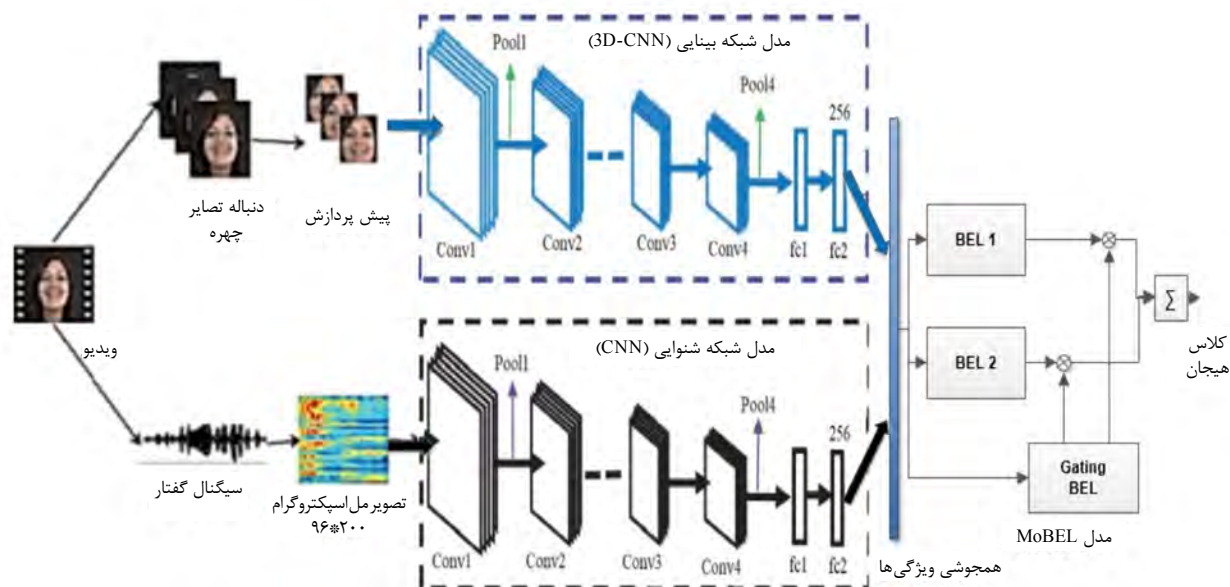 مدل شبکه بینایی (3D-CNN)
Pool1
Pool4
256
Conv1
Conv2
Conv3
Conv4
fc1
fc2
دنباله تصایر
چهره
پیش پردازش
ویدیو
سیگنال گفتار
تصویر مل‌اسپکتروگرام
۹۶*۲۰۰
مدل شبکه شنوایی (CNN)
Pool1
Pool4
256
Conv1
Conv2
Conv3
Conv4
fc1
fc2
همجوشی ویژگی‌ها
BEL 1
BEL 2
Gating
BEL
مدل MoBEL
Σ
کلاس
هیجان